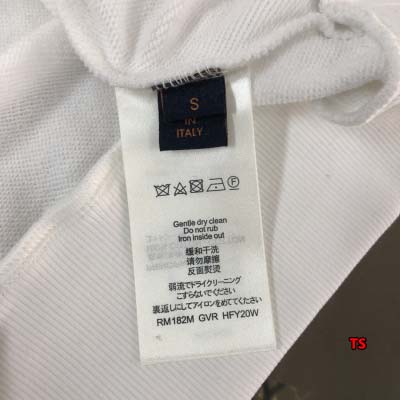 S
IN
ITALY
Gentle dry clean
Do not rub
Iron inside out
缓和干洗
请勿摩擦
反面熨烫
弱流でドライクリーニング
こすらないでください
裏返しにしてアイロンをめてください
RM182M GVR HFY20W
TS